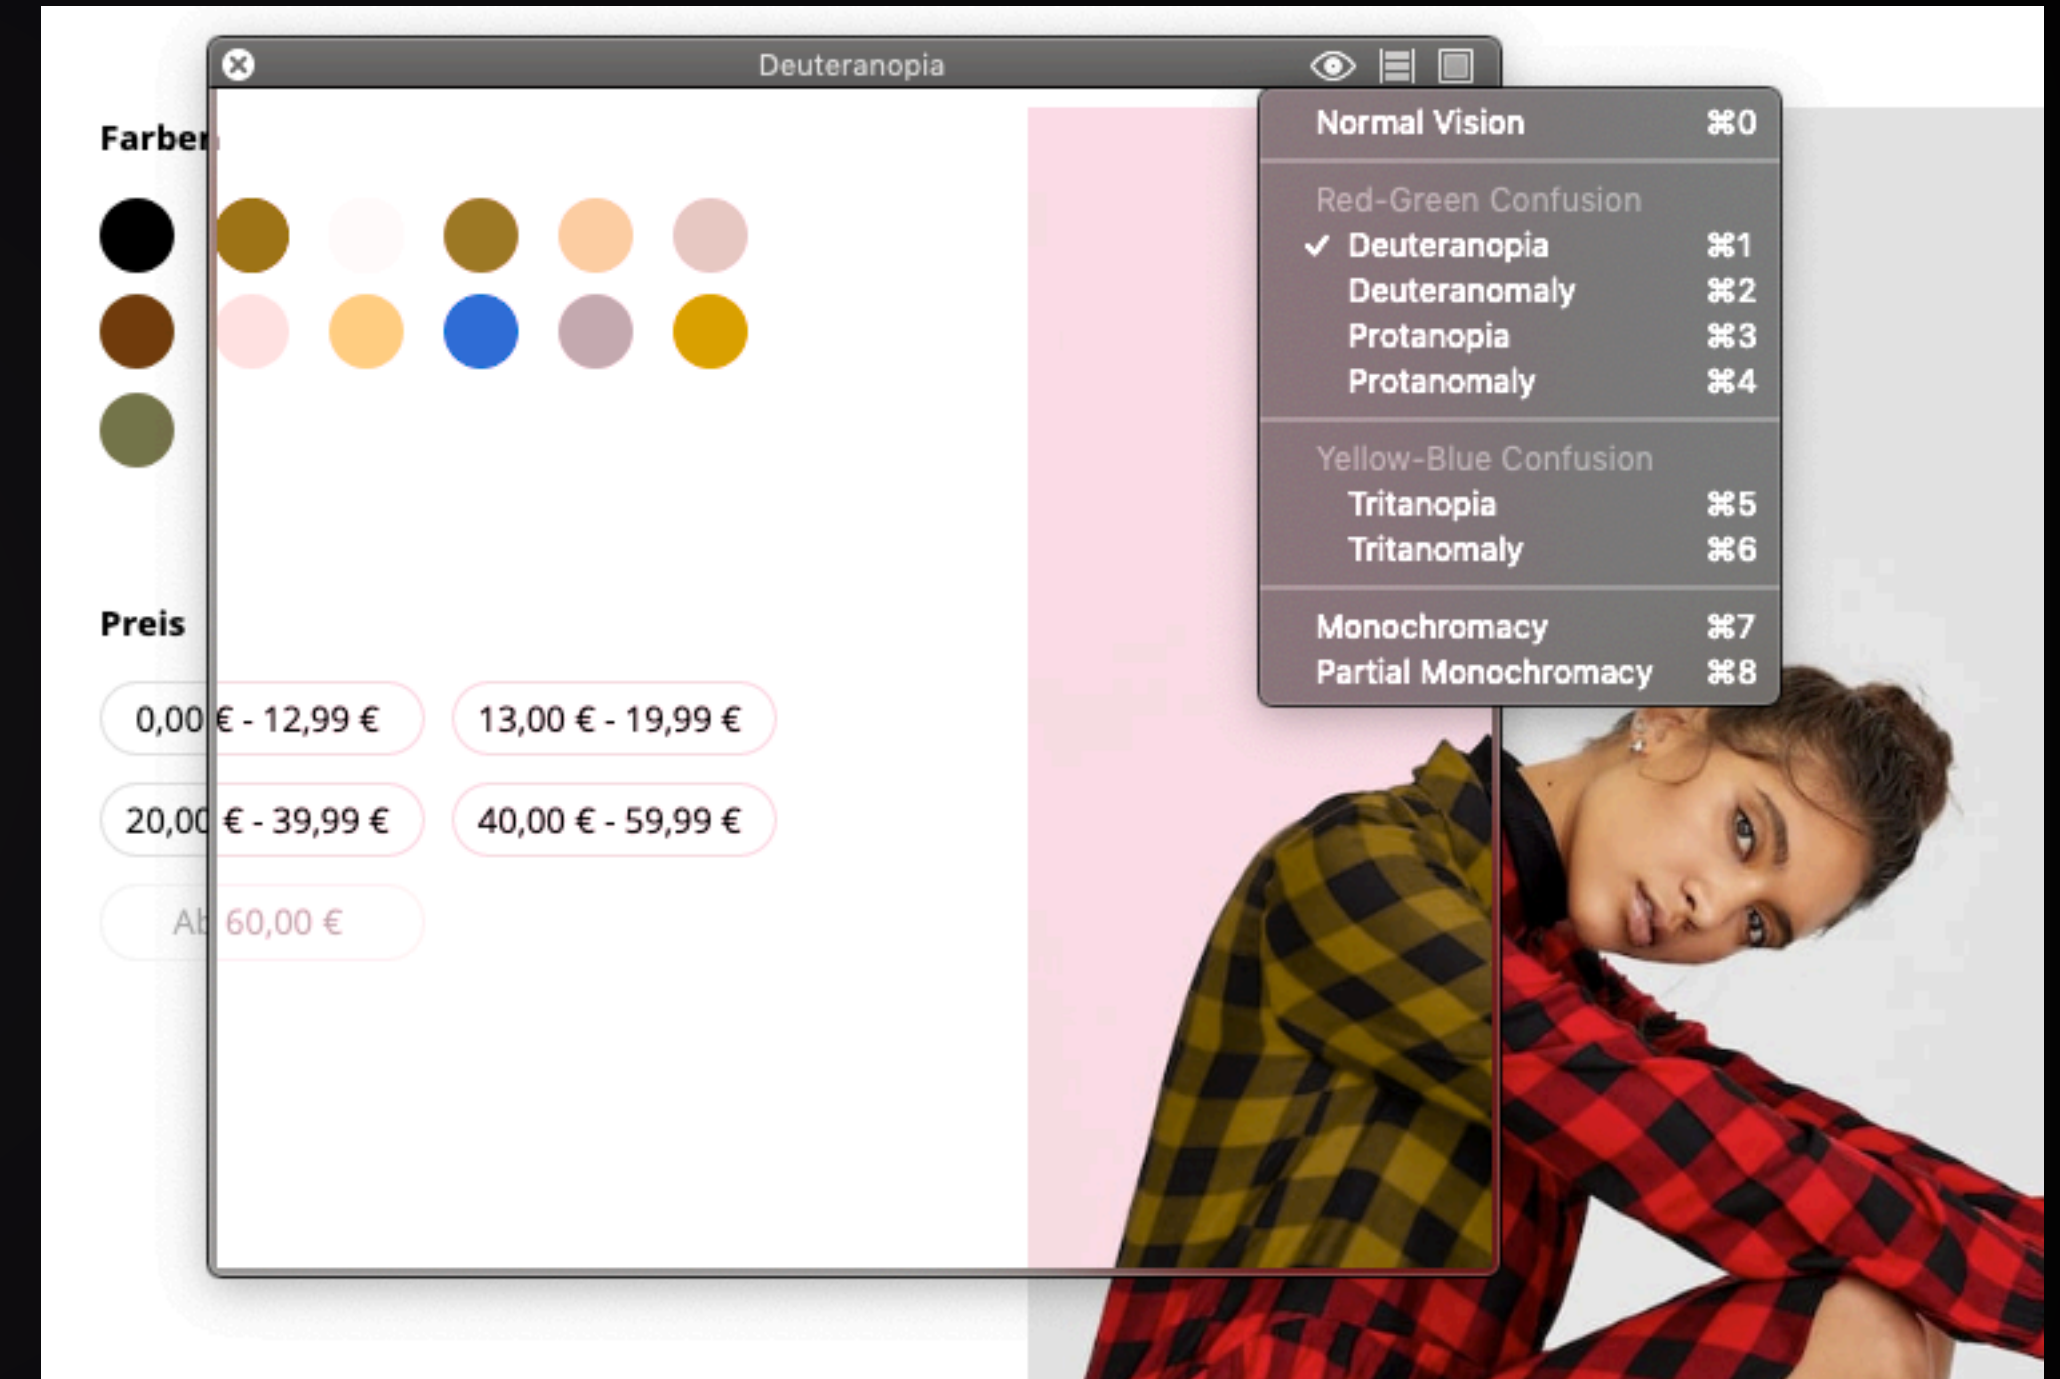 Deuteranopia
Normal Vision ⌘0
Red-Green Confusion
✓ Deuteranopia ⌘1
Deuteranomaly ⌘2
Protanopia ⌘3
Protanomaly ⌘4
Yellow-Blue Confusion
Tritanopia ⌘5
Tritanomaly ⌘6
Monochromacy ⌘7
Partial Monochromacy ⌘8
Farben
Preis
0,00 € - 12,99 €
13,00 € - 19,99 €
20,00 € - 39,99 €
40,00 € - 59,99 €
Ab 60,00 €